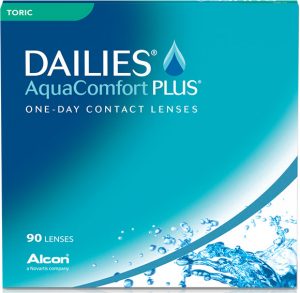 TORIC
DAILIES®
AquaComfort PLUS®
ONE-DAY CONTACT LENSES
90 LENSES
Alcon
a Novartis company